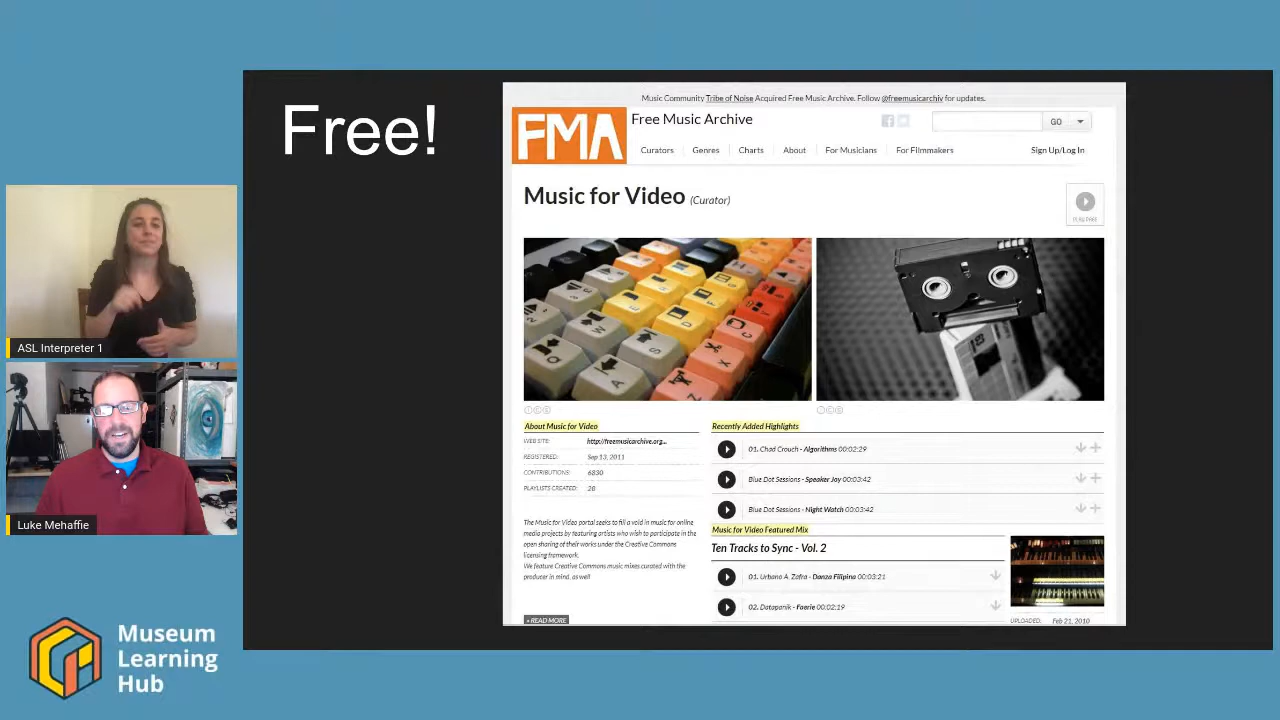 Free!
Music Community Tribe of Noise Acquired Free Music Archive. Follow @freemusicarchiv for updates.
FMA
Free Music Archive
GO
Curators
Genres
Charts
About
For Musicians
For Filmmakers
Sign Up/Log In
Music for Video (Curator)
About Music for Video
WEB SITE: http://freemusicarchive.org...
REGISTERED: Sep 13, 2011
CONTRIBUTIONS: 6830
PLAYLISTS CREATED: 20
The Music for Video portal seeks to fill a void in music for online
media projects by featuring artists who wish to participate in the
open sharing of their works under the Creative Commons
licensing framework.
We feature Creative Commons music mixes curated with the
producer in mind, as well
» READ MORE
Recently Added Highlights
01. Chad Crouch - Algorithms 00:02:29
Blue Dot Sessions - Speaker Joy 00:03:42
Blue Dot Sessions - Night Watch 00:03:42
Music for Video Featured Mix
Ten Tracks to Sync - Vol. 2
01. Urbano A. Zafra - Danza Filipina 00:03:21
02. Datapanik - Faerie 00:02:19
UPLOADED: Feb 21, 2010
ASL Interpreter 1
Luke Mehaffie
Museum
Learning
Hub